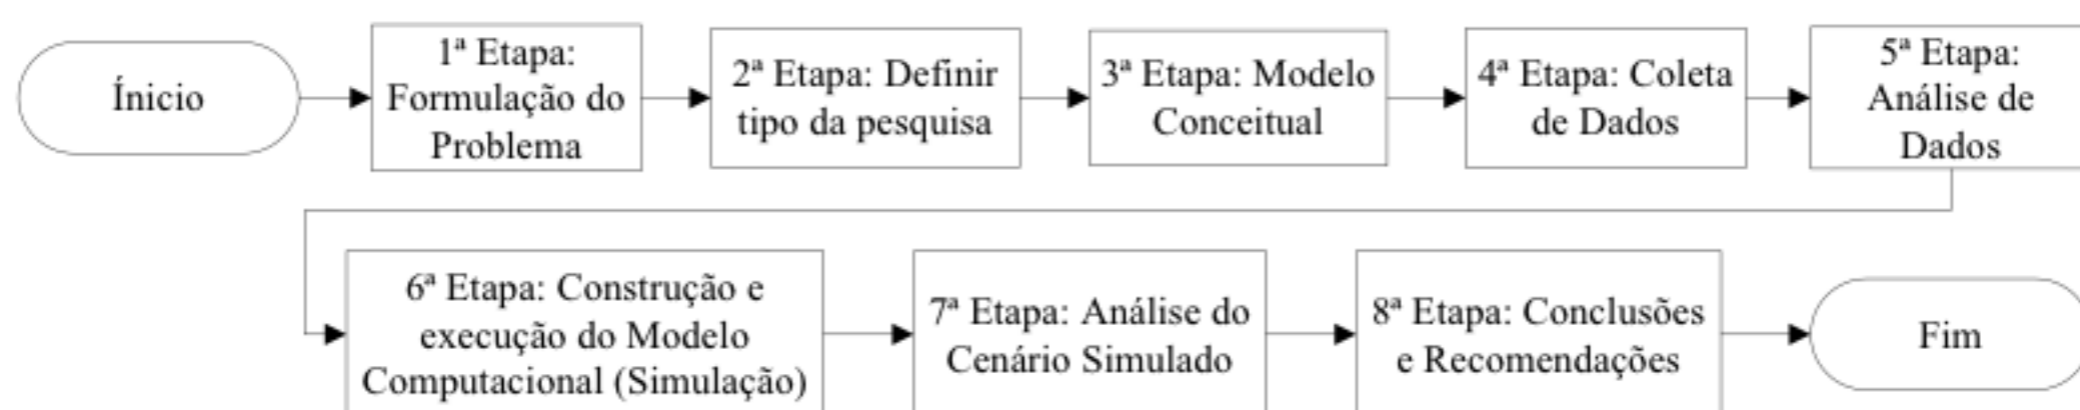 Ínicio
1ª Etapa:
Formulação do
Problema
2ª Etapa: Definir
tipo da pesquisa
3ª Etapa: Modelo
Conceitual
4ª Etapa: Coleta
de Dados
5ª Etapa:
Análise de
Dados
6ª Etapa: Construção e
execução do Modelo
Computacional (Simulação)
7ª Etapa: Análise do
Cenário Simulado
8ª Etapa: Conclusões
e Recomendações
Fim